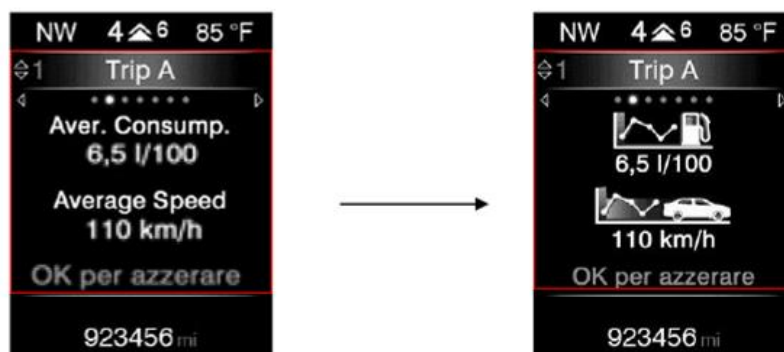 NW 4 6 85 °F
1 Trip A
Aver. Consump.
6,5 l/100
Average Speed
110 km/h
OK per azzerare
923456 mi
NW 4 6 85 °F
1 Trip A
6,5 l/100
110 km/h
OK per azzerare
923456 mi